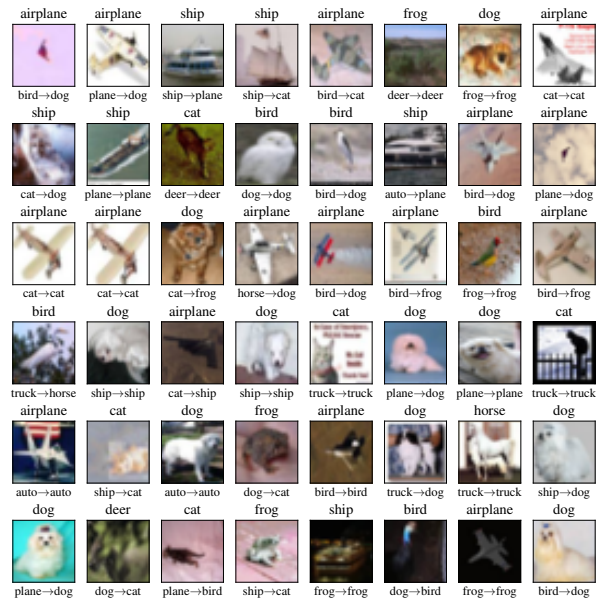 airplane airplane ship ship airplane frog dog airplane
bird→dog plane→dog ship→plane ship→cat bird→cat deer→deer frog→frog cat→cat
ship ship cat bird bird ship airplane airplane
cat→dog plane→plane deer→deer dog→dog bird→dog auto→plane bird→dog plane→dog
airplane airplane dog airplane airplane airplane bird airplane
cat→cat cat→cat cat→frog horse→dog bird→dog bird→frog frog→frog bird→frog
bird dog airplane dog cat dog dog cat
truck→horse ship→ship cat→ship ship→ship truck→truck plane→dog plane→plane truck→truck
airplane cat dog frog airplane dog horse dog
auto→auto ship→cat auto→auto dog→cat bird→bird truck→dog truck→truck ship→dog
dog deer cat frog ship bird airplane dog
plane→dog dog→cat plane→bird ship→cat frog→frog dog→bird frog→frog bird→dog